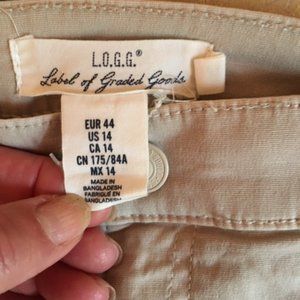 L.O.G.G.®
Label of Graded Goods
EUR 44
US 14
CA 14
CN 175/84A
MX 14
MADE IN
BANGLADESH
FABRIQUÉ EN
BANGLADESH